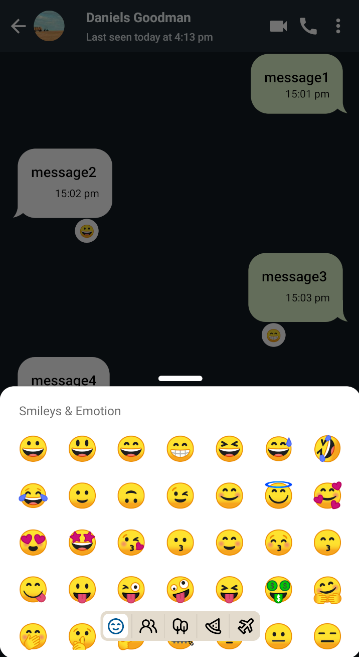 Daniels Goodman
Last seen today at 4:13 pm
message1
15:01 pm
message2
15:02 pm
message3
15:03 pm
message4
Smileys & Emotion